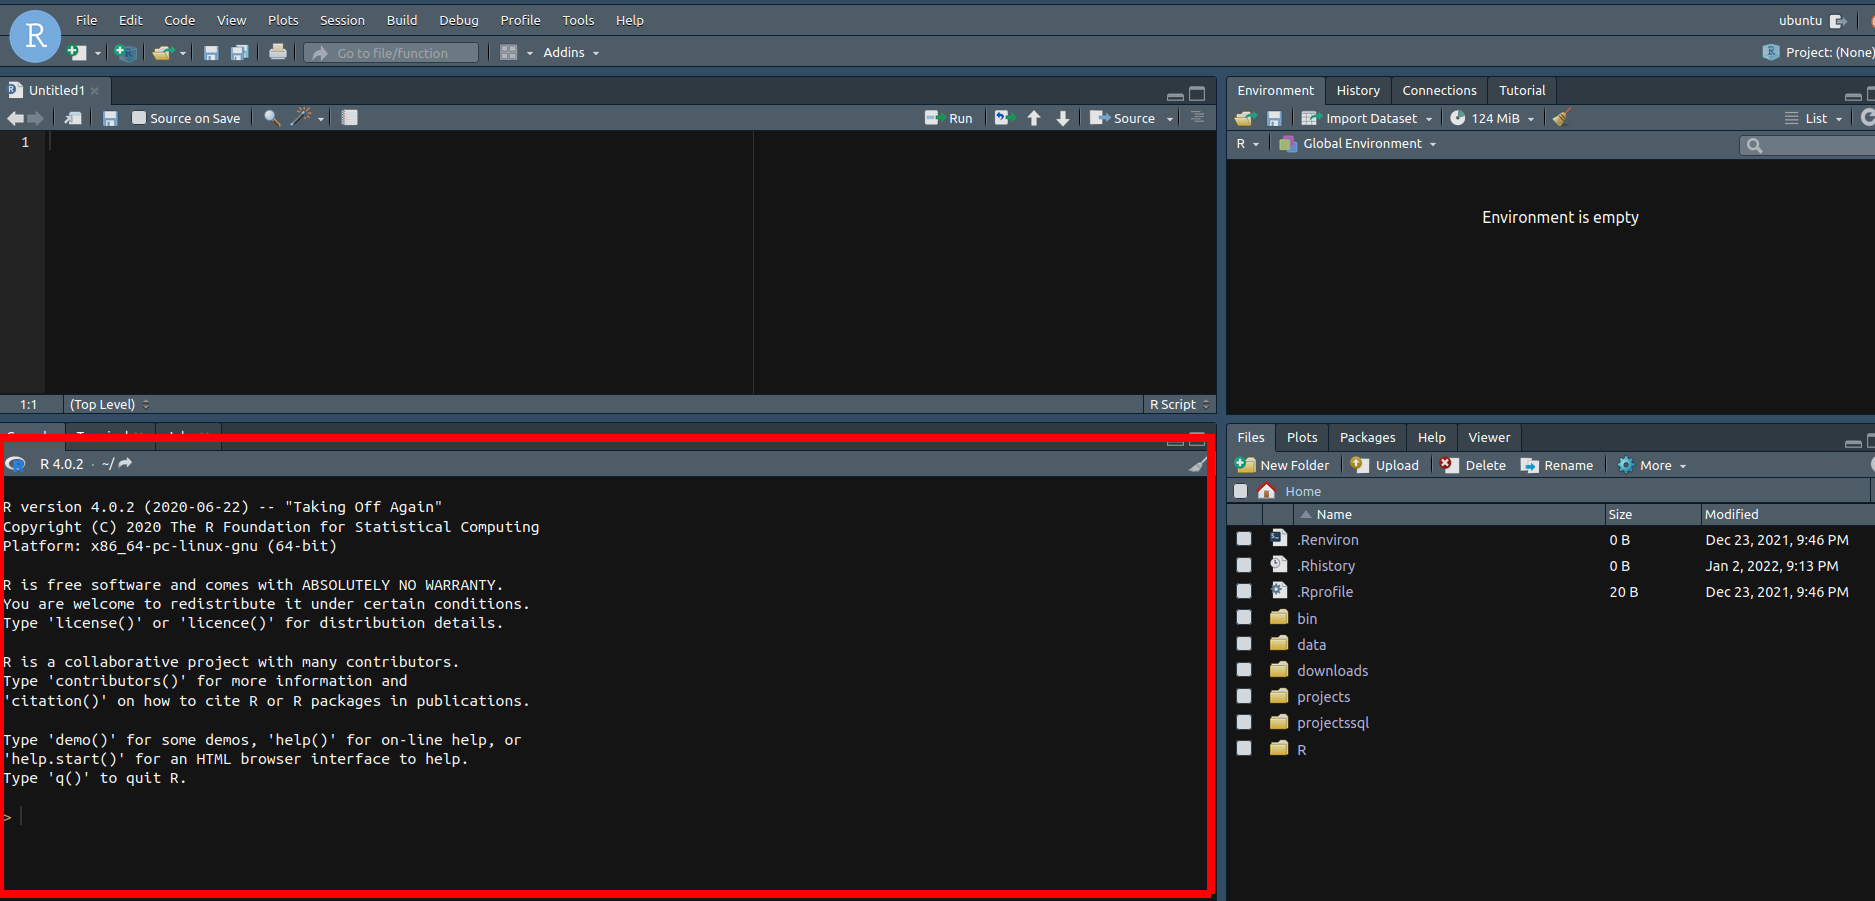 R
File Edit Code View Plots Session Build Debug Profile Tools Help
ubuntu
Go to file/function
Addins
Project: (None)
Untitled1
Source on Save
Run
Source
1
1:1
(Top Level)
R Script
Environment History Connections Tutorial
Import Dataset
124 MiB
List
R
Global Environment
Environment is empty
R 4.0.2 · ~/
R version 4.0.2 (2020-06-22) -- "Taking Off Again"
Copyright (C) 2020 The R Foundation for Statistical Computing
Platform: x86_64-pc-linux-gnu (64-bit)
R is free software and comes with ABSOLUTELY NO WARRANTY.
You are welcome to redistribute it under certain conditions.
Type 'license()' or 'licence()' for distribution details.
R is a collaborative project with many contributors.
Type 'contributors()' for more information and
'citation()' on how to cite R or R packages in publications.
Type 'demo()' for some demos, 'help()' for on-line help, or
'help.start()' for an HTML browser interface to help.
Type 'q()' to quit R.
>
Files Plots Packages Help Viewer
New Folder Upload Delete Rename More
Home
Name Size Modified
.Renviron 0 B Dec 23, 2021, 9:46 PM
.Rhistory 0 B Jan 2, 2022, 9:13 PM
.Rprofile 20 B Dec 23, 2021, 9:46 PM
bin
data
downloads
projects
projectssql
R